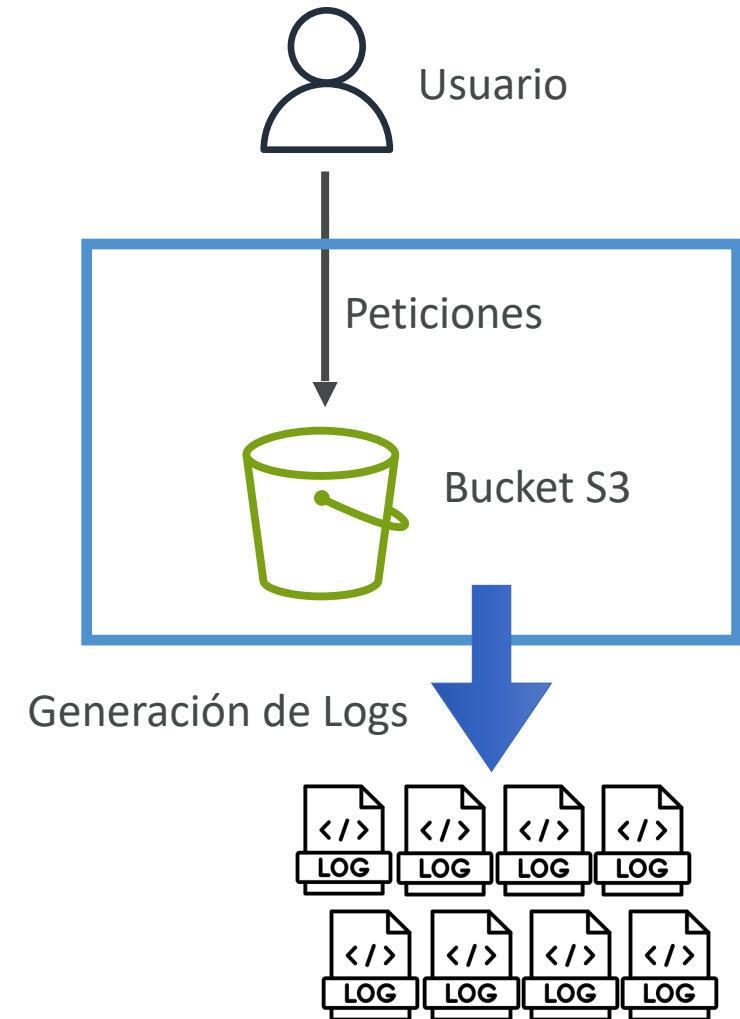 Usuario
Peticiones
Bucket S3
Generación de Logs
</> </> </> </>
LOG LOG LOG LOG
</> </> </> </>
LOG LOG LOG LOG